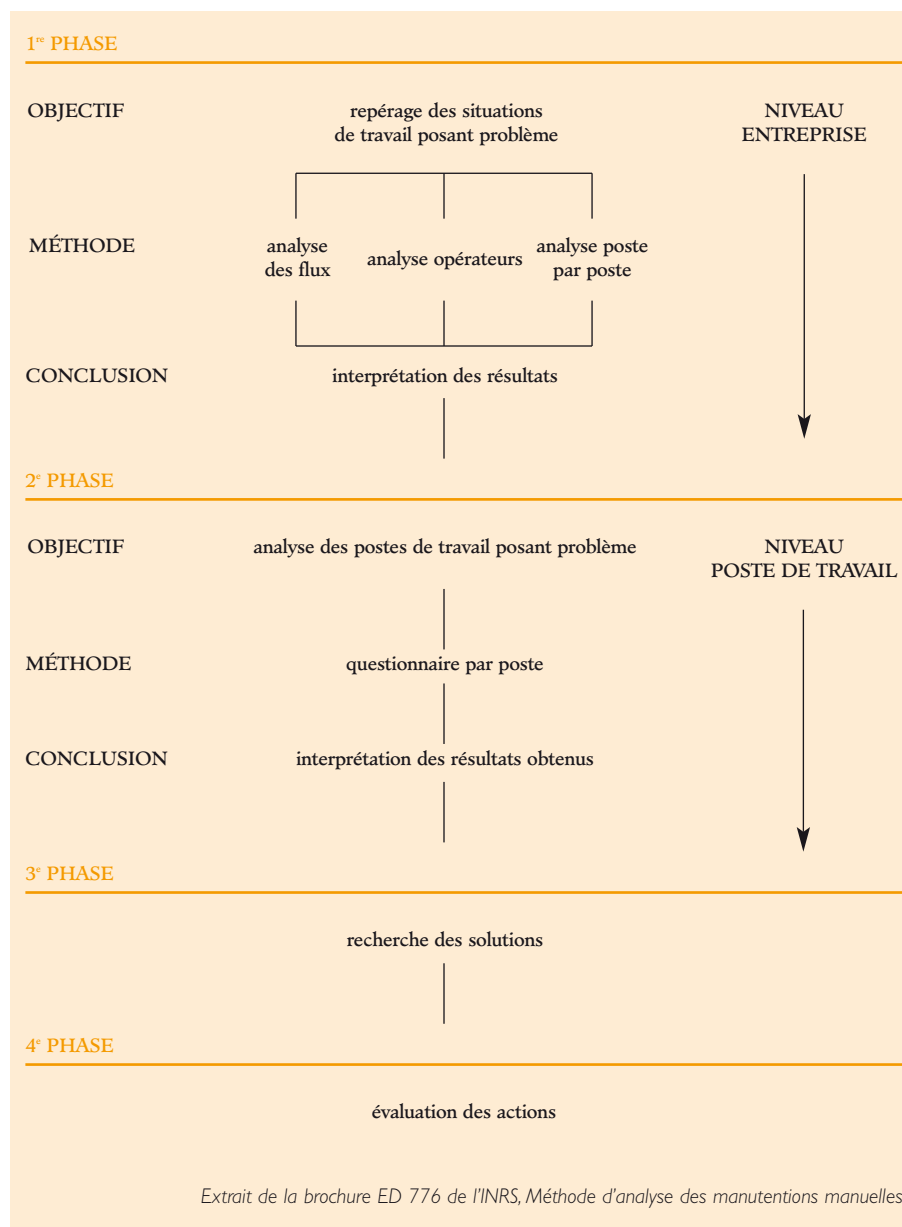 1re PHASE
OBJECTIF
repérage des situations
de travail posant problème
NIVEAU
ENTREPRISE
MÉTHODE
analyse
des flux
analyse opérateurs
analyse poste
par poste
CONCLUSION
interprétation des résultats
2e PHASE
OBJECTIF
analyse des postes de travail posant problème
NIVEAU
POSTE DE TRAVAIL
MÉTHODE
questionnaire par poste
CONCLUSION
interprétation des résultats obtenus
3e PHASE
recherche des solutions
4e PHASE
évaluation des actions
Extrait de la brochure ED 776 de l'INRS, Méthode d'analyse des manutentions manuelles